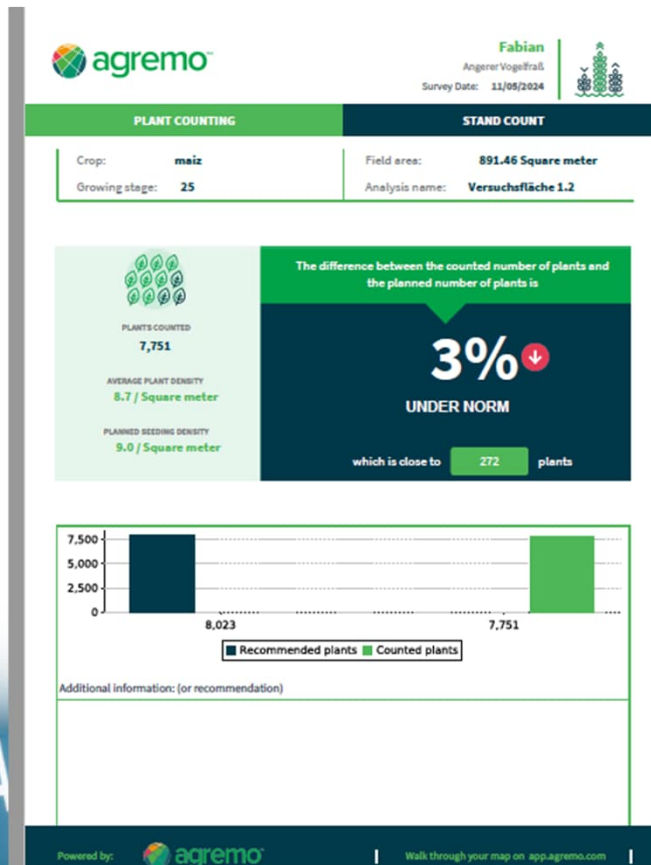 agremo
Fabian
Angerer Vogelfraß
Survey Date: 11/05/2024
PLANT COUNTING
STAND COUNT
Crop: maiz
Field area: 891.46 Square meter
Growing stage: 25
Analysis name: Versuchsfläche 1.2
The difference between the counted number of plants and
the planned number of plants is
PLANTS COUNTED
7,751
AVERAGE PLANT DENSITY
8.7 / Square meter
PLANNED SEEDING DENSITY
9.0 / Square meter
3%
UNDER NORM
which is close to 272 plants
7,500
5,000
2,500
0
8,023
7,751
Recommended plants
Counted plants
Additional information: (or recommendation)
Powered by: agremo
Walk through your map on app.agremo.com